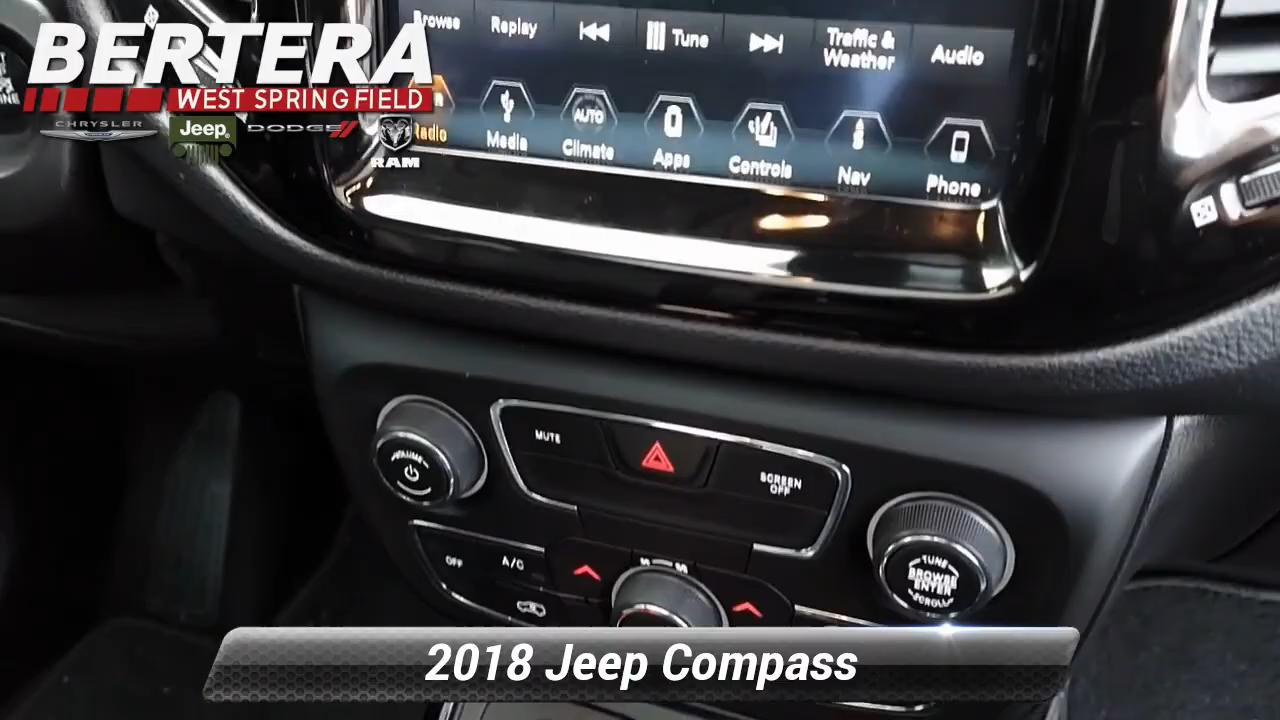 BERTERA
WEST SPRINGFIELD
CHRYSLER
Jeep
DODGE
RAM
Browse
Replay
Tune
Traffic &
Weather
Audio
Radio
Media
AUTO
Climate
Apps
Controls
Nav
Phone
MUTE
SCREEN
OFF
VOLUME
OFF
A/C
TUNE
BROWSE
ENTER
SCROLL
2018 Jeep Compass